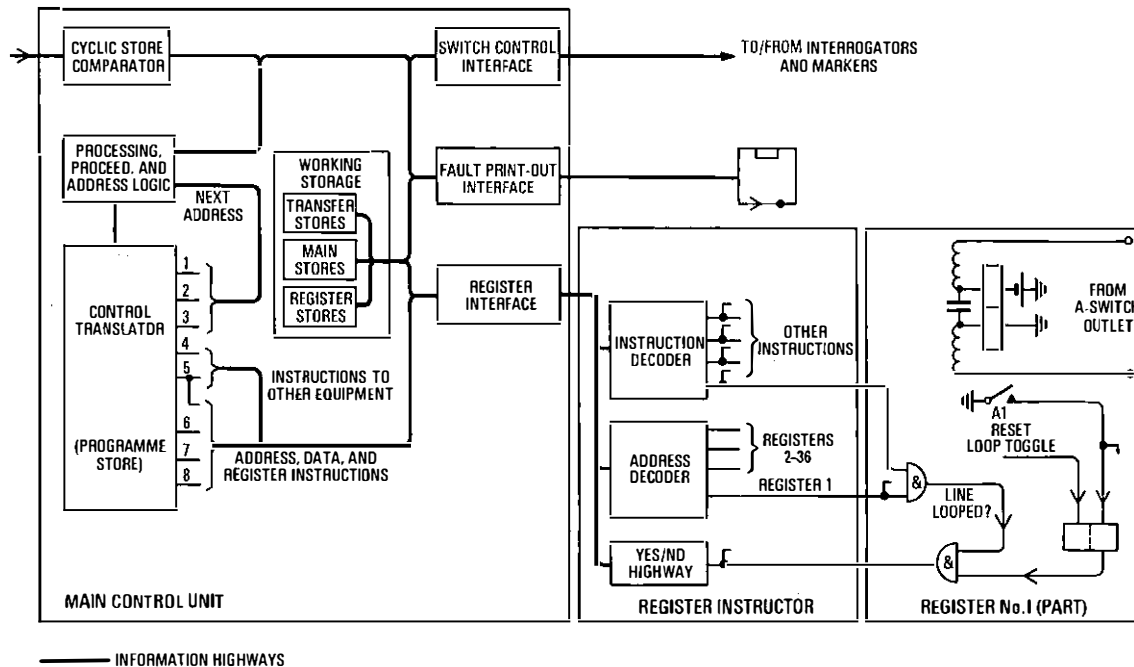 CYCLIC STORE
COMPARATOR
SWITCH CONTROL
INTERFACE
TO/FROM INTERROGATORS
AND MARKERS
PROCESSING,
PROCEED. AND
ADDRESS LOGIC
NEXT
ADDRESS
WORKING
STORAGE
TRANSFER
STORES
MAIN
STORES
REGISTER
STORES
FAULT PRINT-OUT
INTERFACE
REGISTER
INTERFACE
CONTROL
TRANSLATOR
(PROGRAMME
STORE)
1
2
3
4
5
6
7
8
INSTRUCTIONS TO
OTHER EQUIPMENT
ADDRESS, DATA, AND
REGISTER INSTRUCTIONS
MAIN CONTROL UNIT
INSTRUCTION
DECODER
OTHER
INSTRUCTIONS
ADDRESS
DECODER
REGISTERS
2-36
REGISTER 1
YES/NO
HIGHWAY
REGISTER INSTRUCTOR
FROM
A-SWITCH
OUTLET
A1
RESET
LOOP TOGGLE
&
LINE
LOOPED?
&
REGISTER No.1 (PART)
INFORMATION HIGHWAYS